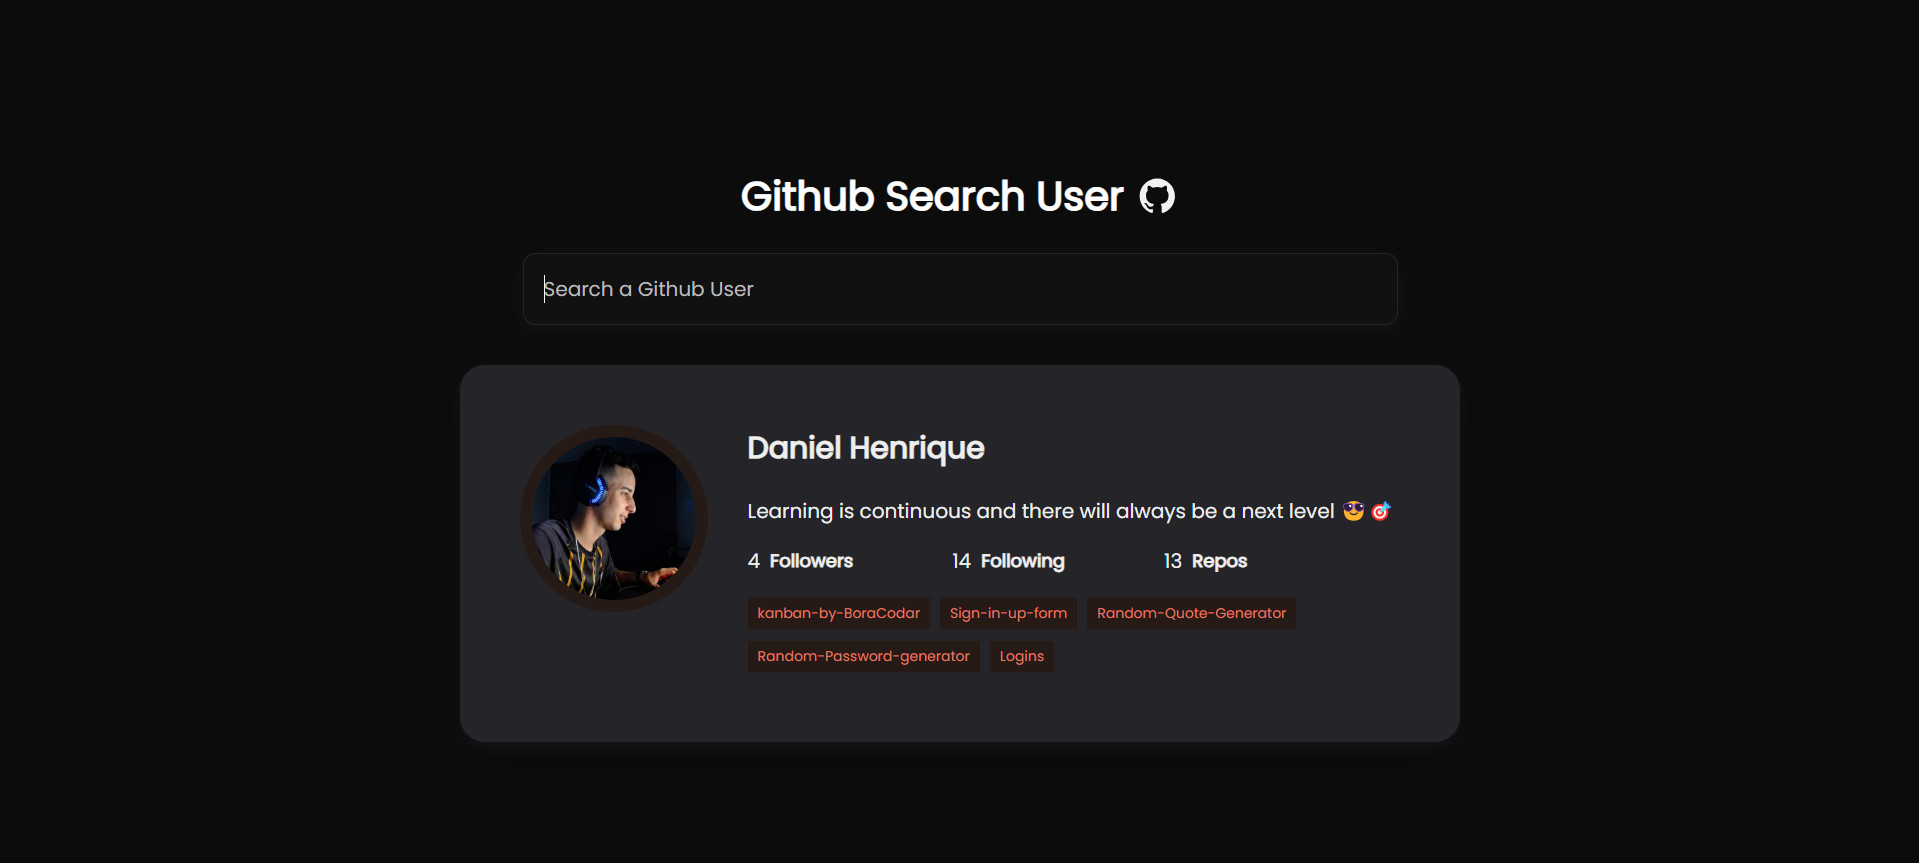 Github Search User
Search a Github User
Daniel Henrique
Learning is continuous and there will always be a next level 😎🎯
4 Followers 14 Following 13 Repos
kanban-by-BoraCodar Sign-in-up-form Random-Quote-Generator
Random-Password-generator Logins